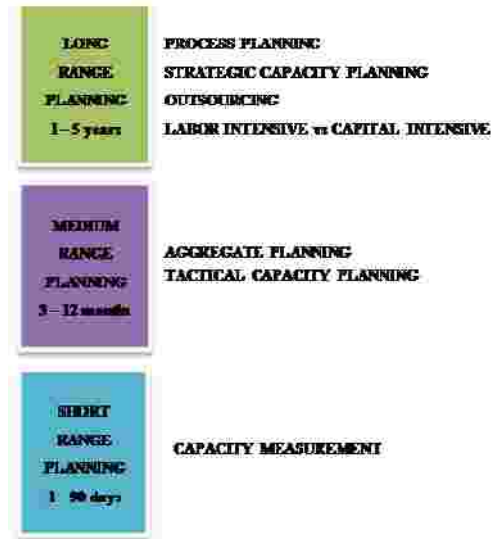 LONG
RANGE
PLANNING
1–5 years
PROCESS PLANNING
STRATEGIC CAPACITY PLANNING
OUTSOURCING
LABOR INTENSIVE vs CAPITAL INTENSIVE
MEDIUM
RANGE
PLANNING
3 – 12 months
AGGREGATE PLANNING
TACTICAL CAPACITY PLANNING
SHORT
RANGE
PLANNING
1 90 days
CAPACITY MEASUREMENT